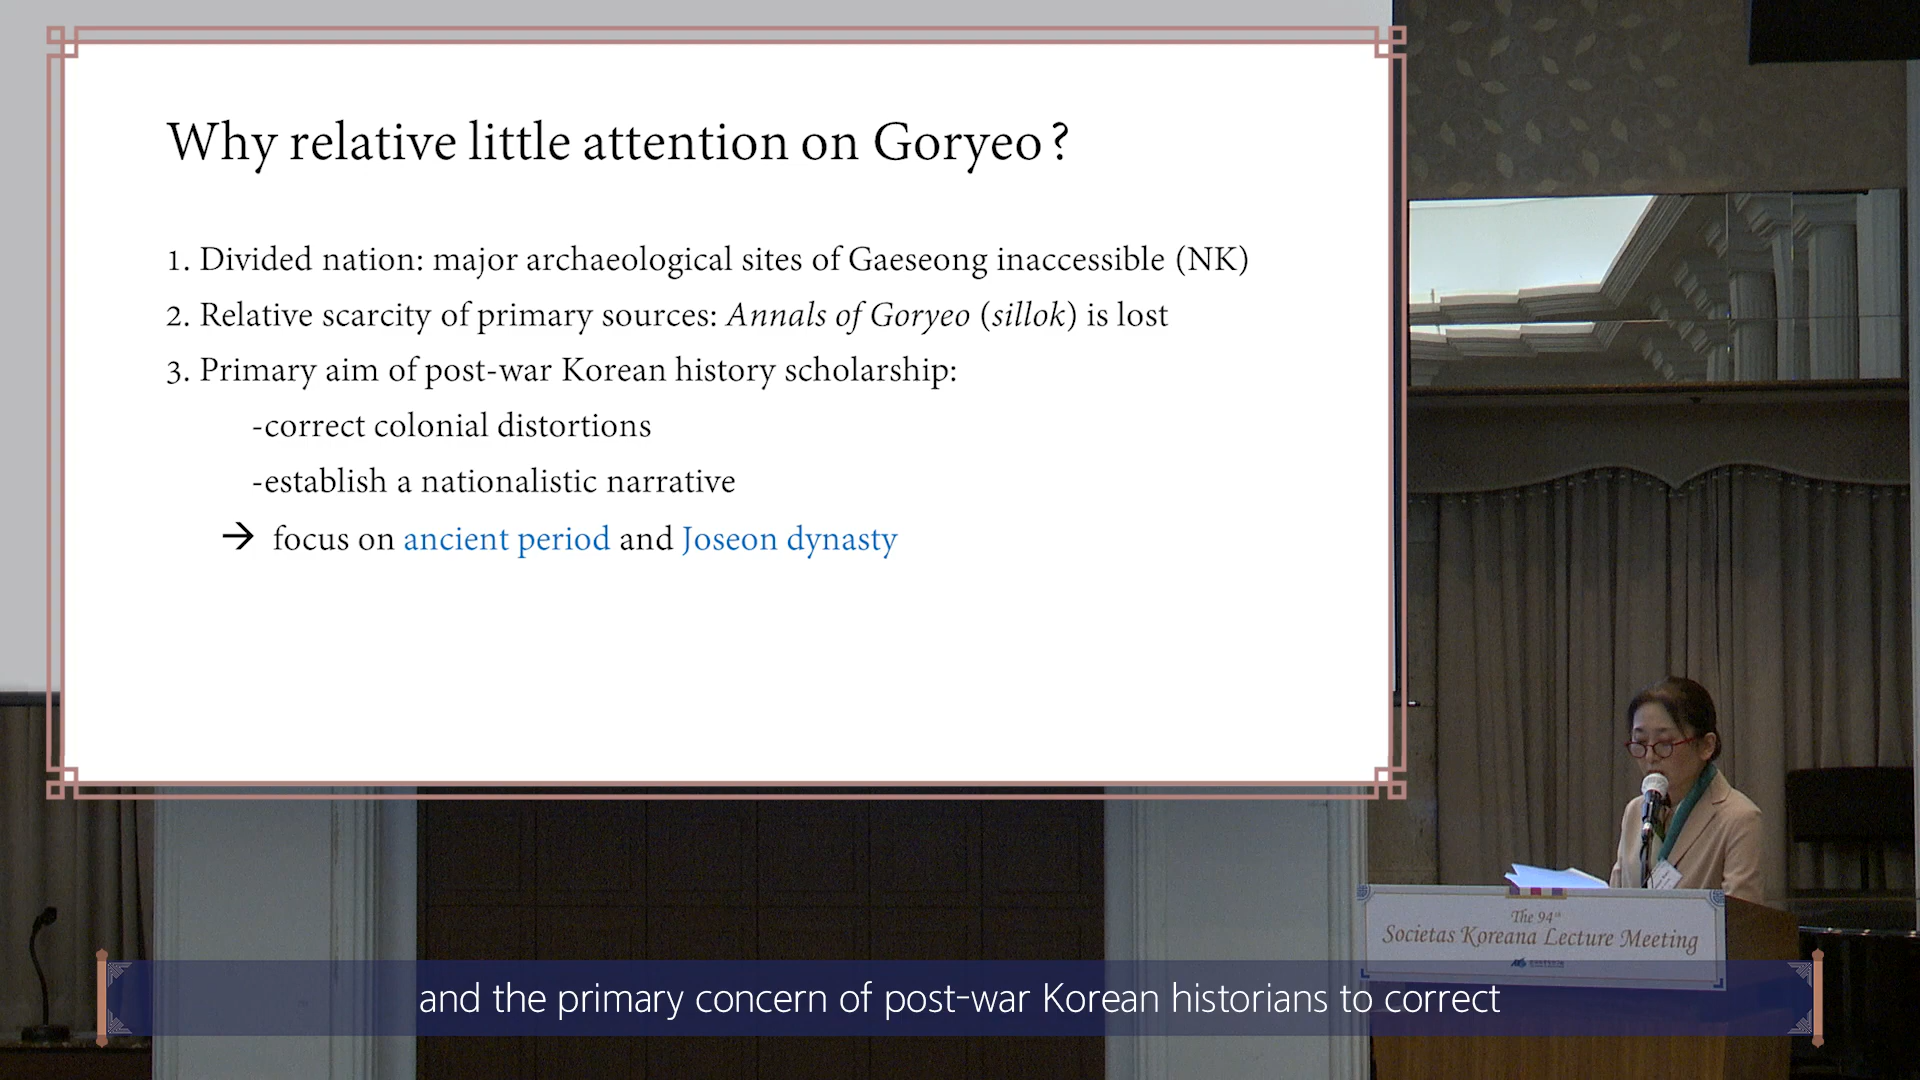 Why relative little attention on Goryeo?
1. Divided nation: major archaeological sites of Gaeseong inaccessible (NK)
2. Relative scarcity of primary sources: Annals of Goryeo (sillok) is lost
3. Primary aim of post-war Korean history scholarship:
-correct colonial distortions
-establish a nationalistic narrative
→ focus on ancient period and Joseon dynasty
The 94th
Societas Koreana Lecture Meeting
and the primary concern of post-war Korean historians to correct